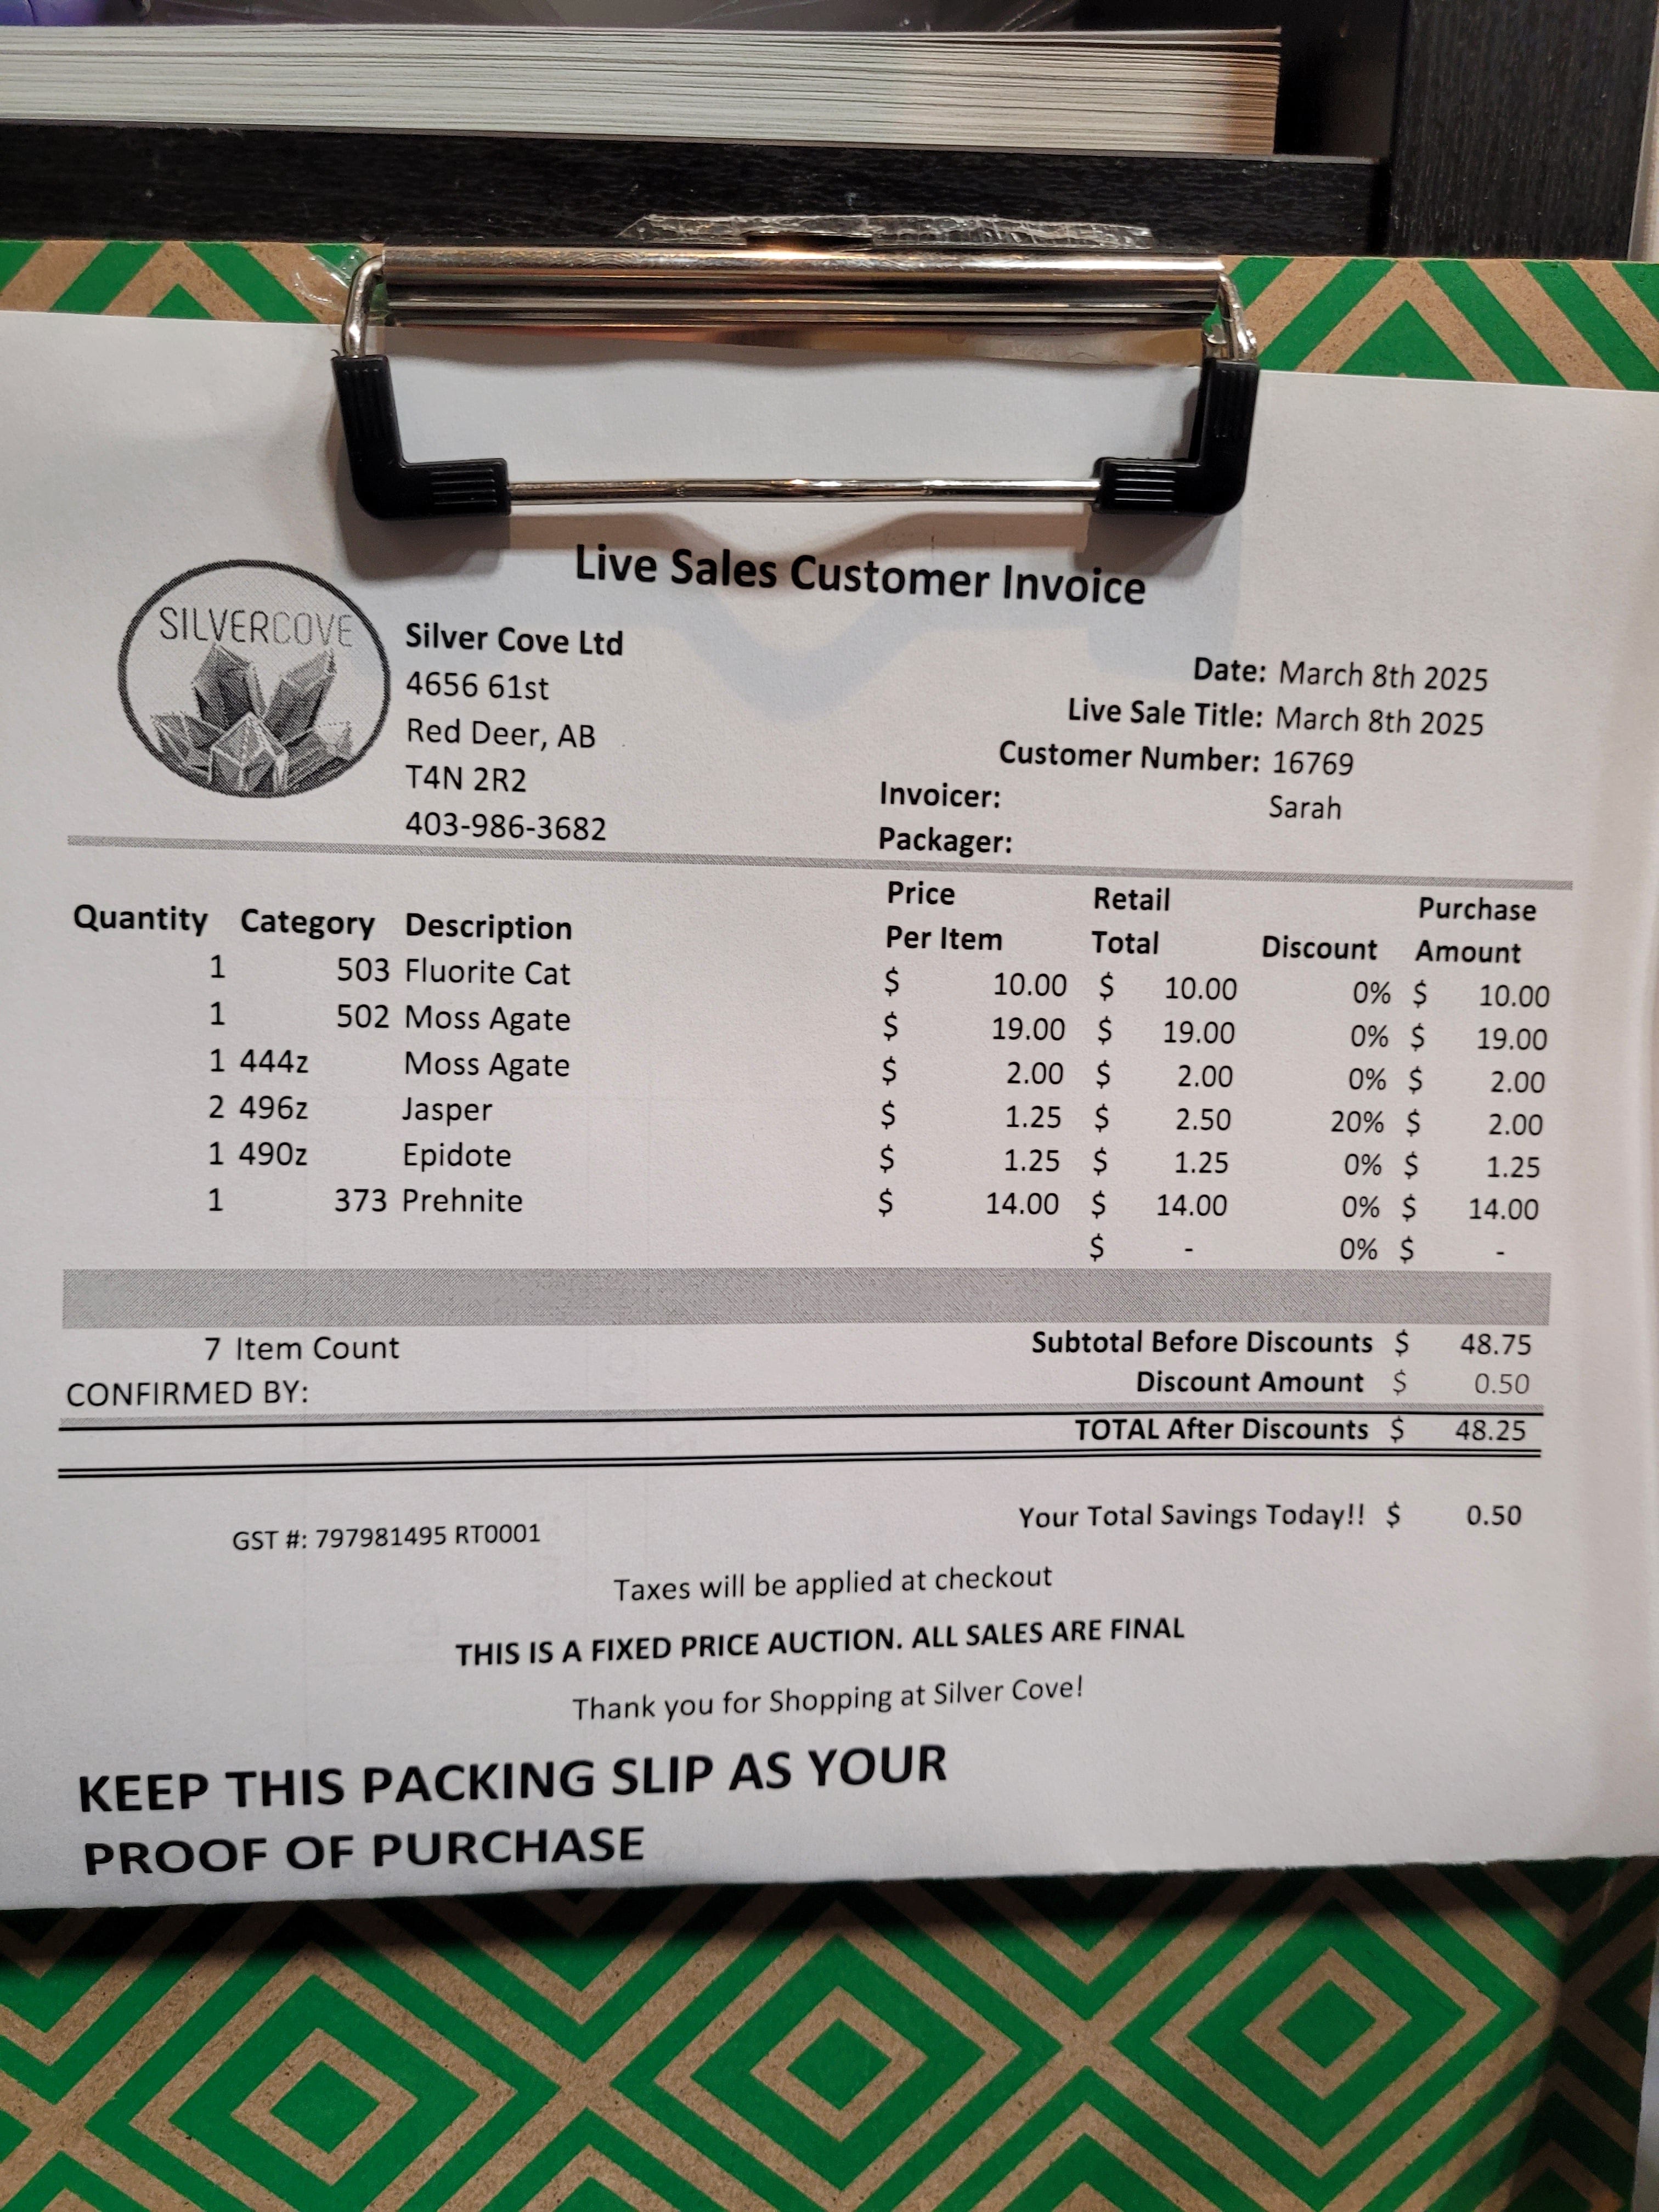 Live Sales Customer Invoice
SILVERCOVE
Silver Cove Ltd
4656 61st
Red Deer, AB
T4N 2R2
403-986-3682
Date: March 8th 2025
Live Sale Title: March 8th 2025
Customer Number: 16769
Invoicer: Sarah
Packager:
Quantity Category Description Price Per Item Retail Total Discount Purchase Amount
1 503 Fluorite Cat $ 10.00 $ 10.00 0% $ 10.00
1 502 Moss Agate $ 19.00 $ 19.00 0% $ 19.00
1 444z Moss Agate $ 2.00 $ 2.00 0% $ 2.00
2 496z Jasper $ 1.25 $ 2.50 20% $ 2.00
1 490z Epidote $ 1.25 $ 1.25 0% $ 1.25
1 373 Prehnite $ 14.00 $ 14.00 0% $ 14.00
$ - 0% $ -
7 Item Count Subtotal Before Discounts $ 48.75
CONFIRMED BY: Discount Amount $ 0.50
TOTAL After Discounts $ 48.25
Your Total Savings Today!! $ 0.50
GST #: 797981495 RT0001
Taxes will be applied at checkout
THIS IS A FIXED PRICE AUCTION. ALL SALES ARE FINAL
Thank you for Shopping at Silver Cove!
KEEP THIS PACKING SLIP AS YOUR
PROOF OF PURCHASE